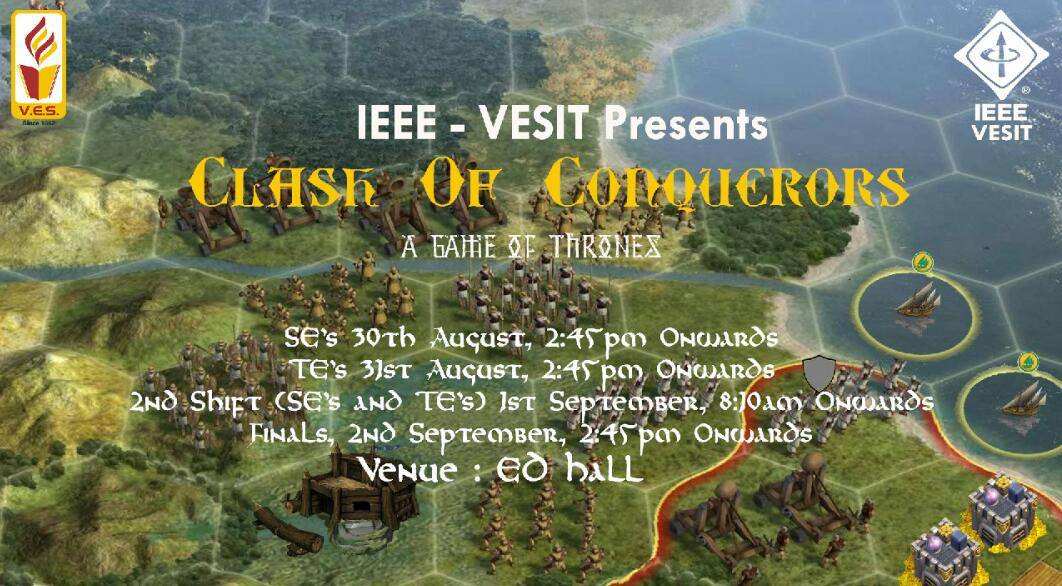 V.E.S.
Since 1962
IEEE
VESIT
IEEE - VESIT Presents
Clash Of Conquerors
A GAME OF THRONES
SE's 30th August, 2:45pm Onwards
TE's 31st August, 2:45pm Onwards
2nd Shift (SE's and TE's) 1st September, 8:10am Onwards
Finals, 2nd September, 2:45pm Onwards
Venue : ED hall